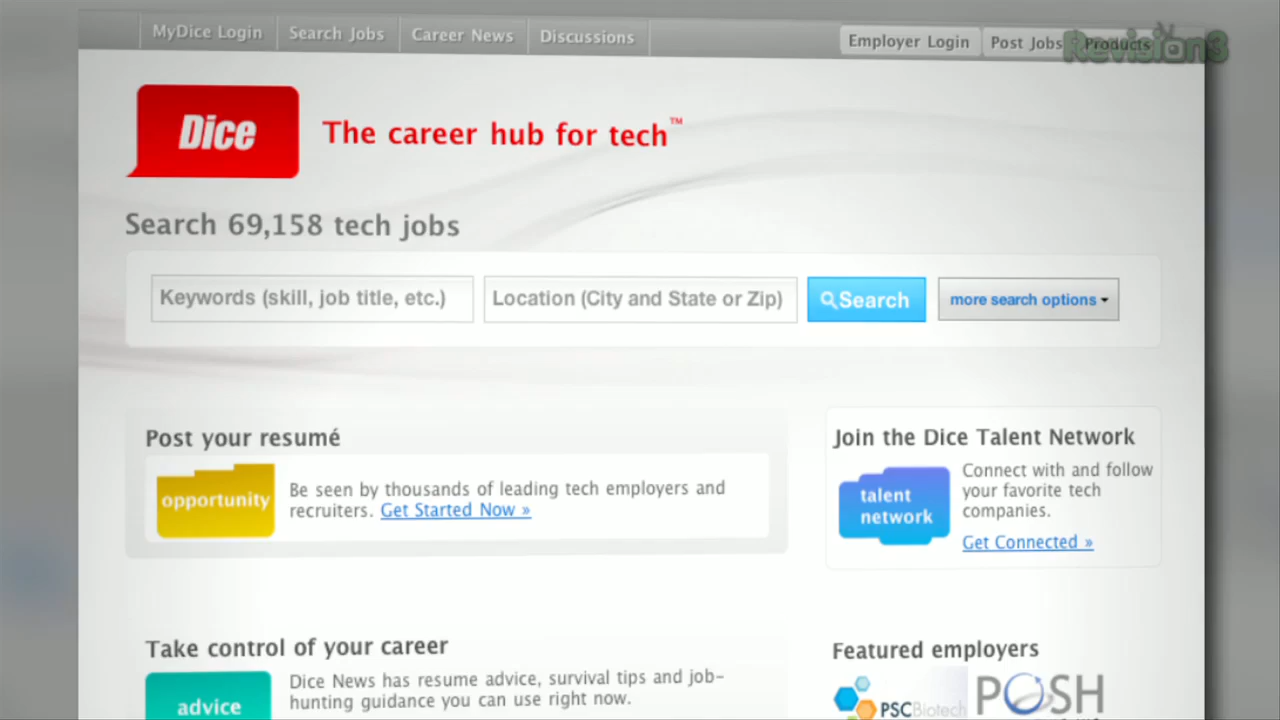 MyDice Login
Search Jobs
Career News
Discussions
Employer Login
Post Jobs
Products
Revision3
Dice
The career hub for tech™
Search 69,158 tech jobs
Keywords (skill, job title, etc.)
Location (City and State or Zip)
Search
more search options
Post your resumé
opportunity
Be seen by thousands of leading tech employers and
recruiters. Get Started Now »
Join the Dice Talent Network
talent
network
Connect with and follow
your favorite tech
companies.
Get Connected »
Take control of your career
advice
Dice News has resume advice, survival tips and job-
hunting guidance you can use right now.
Featured employers
PSCBiotech
POSH